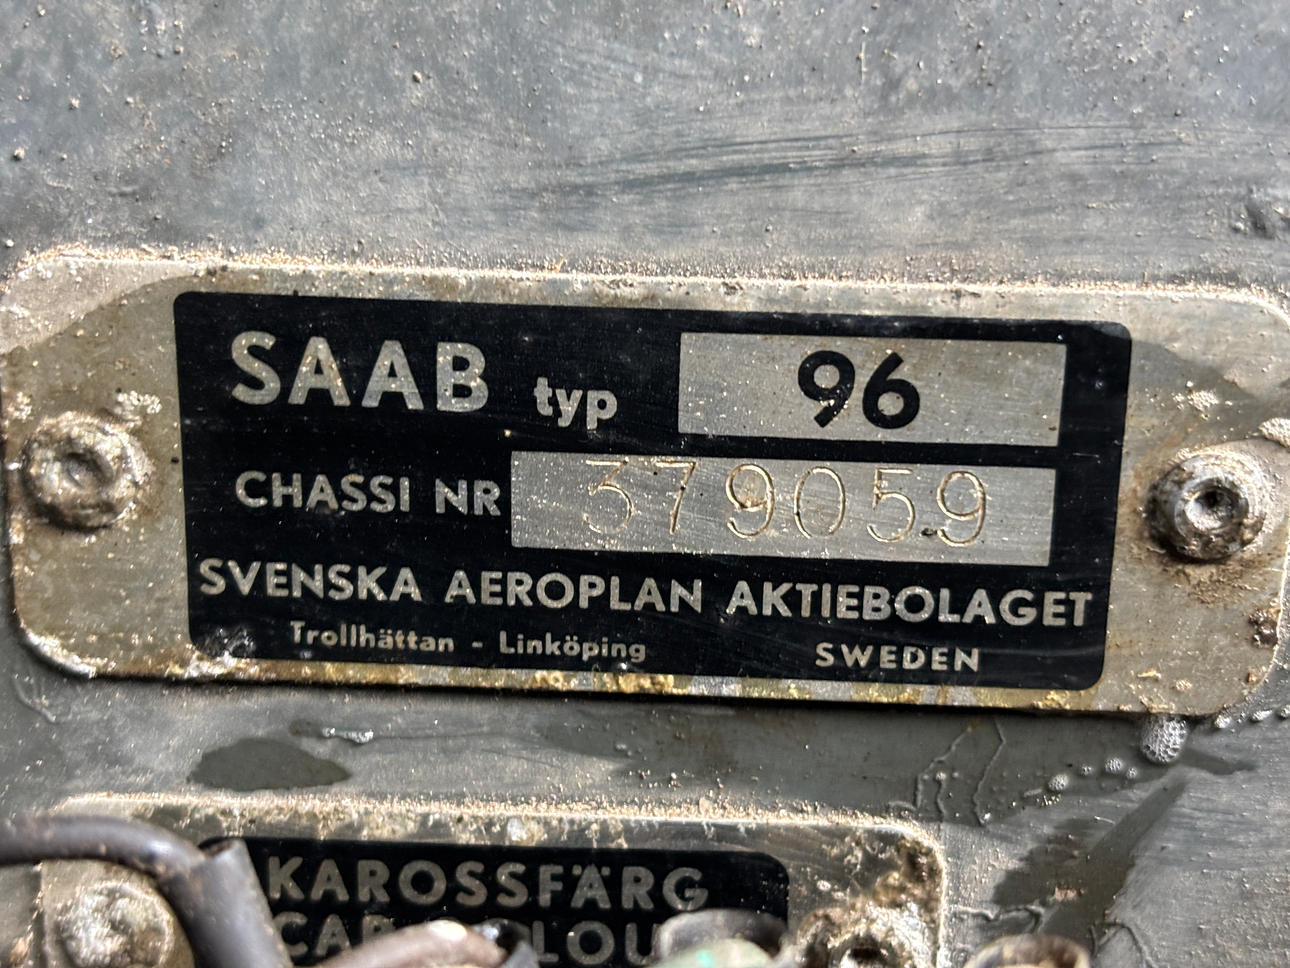 SAAB typ 96
CHASSI NR 379059
SVENSKA AEROPLAN AKTIEBOLAGET
Trollhättan - Linköping SWEDEN
KAROSSFÄRG